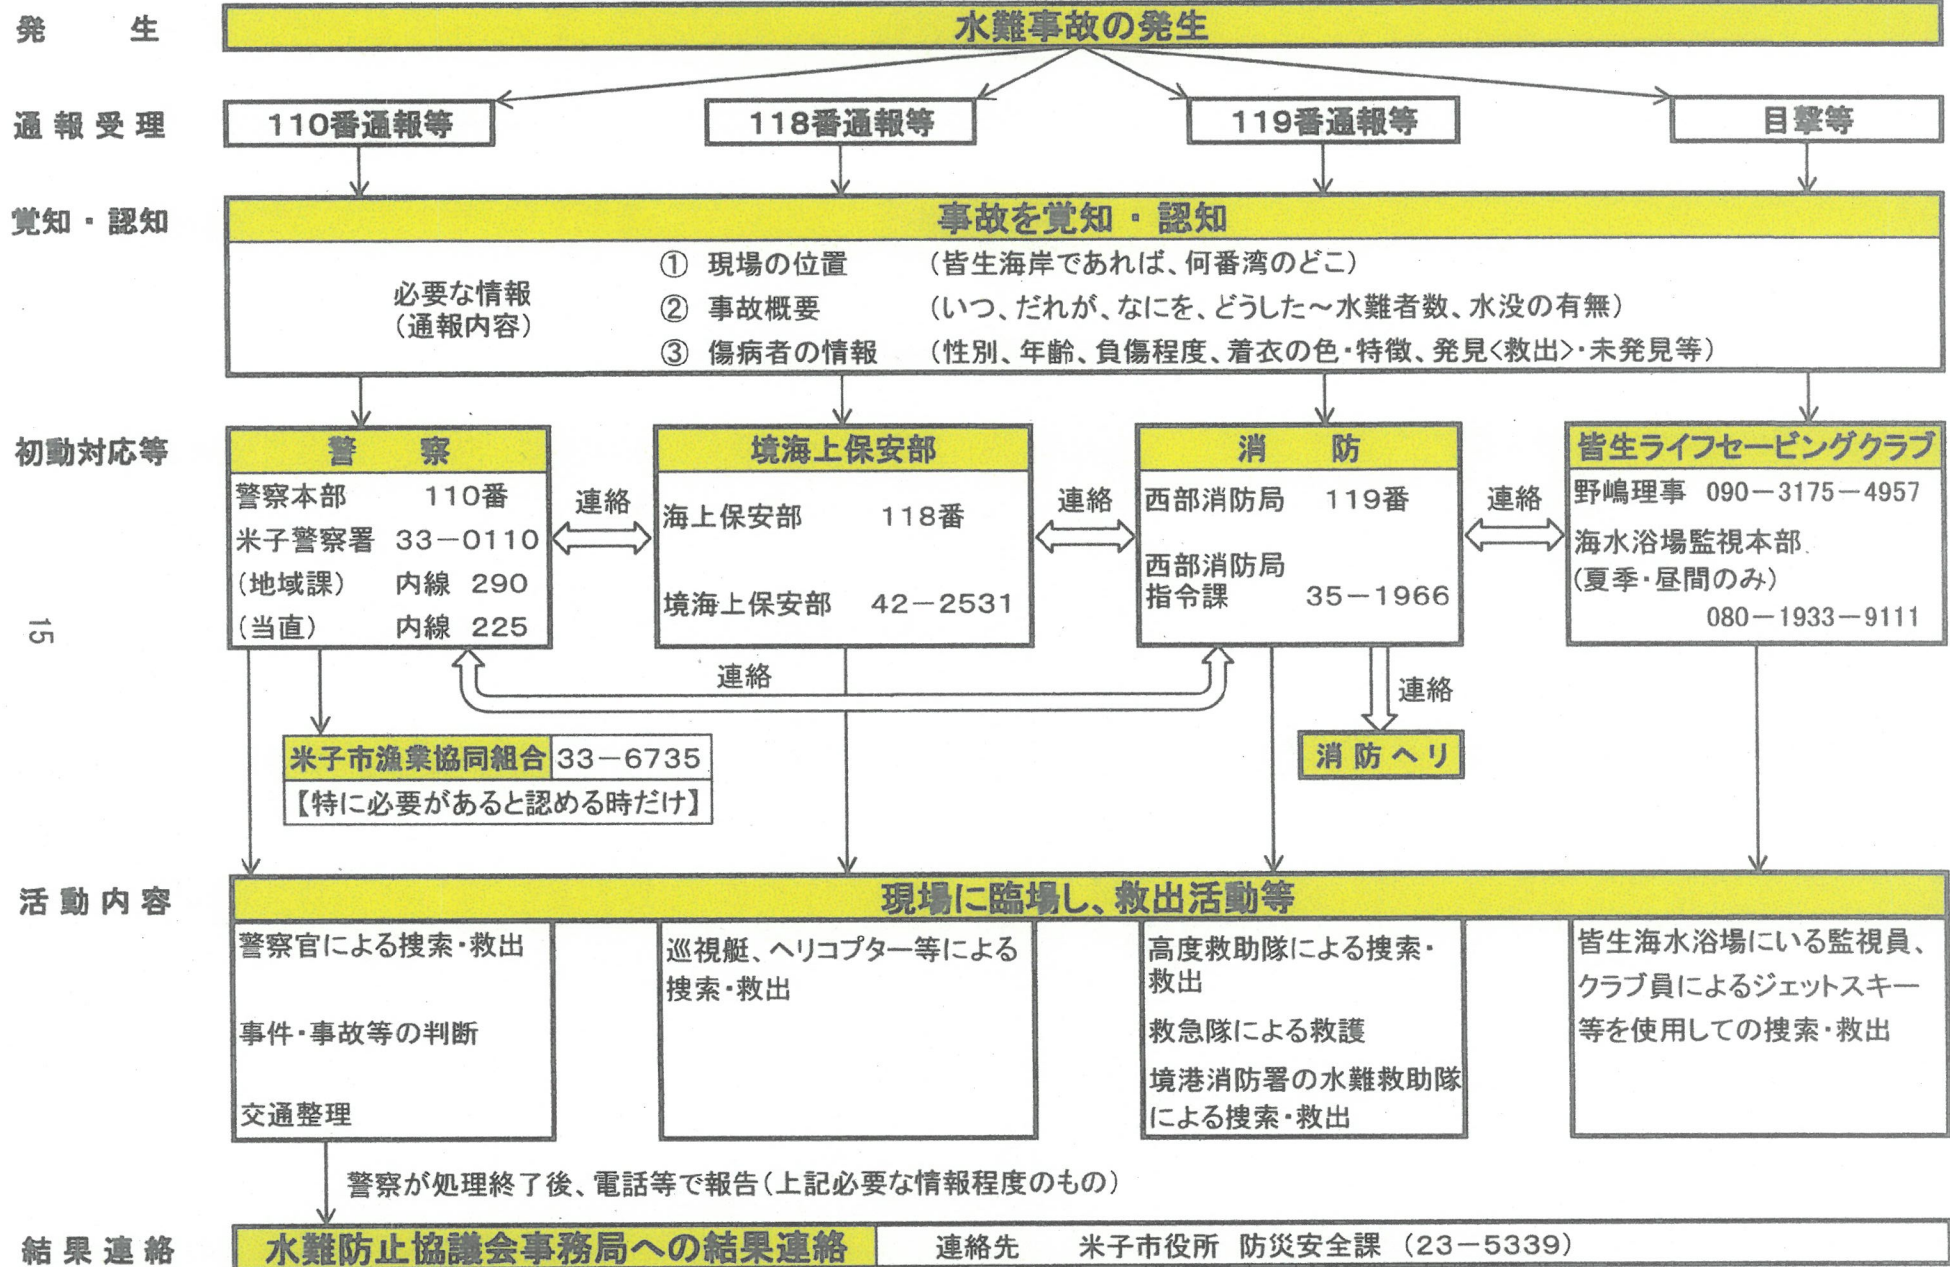 発 生
水難事故の発生
通報受理
110番通報等
118番通報等
119番通報等
目撃等
覚知・認知
事故を覚知・認知
必要な情報
(通報内容)
① 現場の位置 (皆生海岸であれば、何番湾のどこ)
② 事故概要 (いつ、だれが、なにを、どうした～水難者数、水没の有無)
③ 傷病者の情報 (性別、年齢、負傷程度、着衣の色・特徴、発見<救出>・未発見等)
初動対応等
警 察
警察本部 110番
米子警察署 33－0110
(地域課) 内線 290
(当直) 内線 225
連絡
境海上保安部
海上保安部 118番
境海上保安部 42－2531
連絡
消 防
西部消防局 119番
西部消防局
指令課 35－1966
連絡
皆生ライフセービングクラブ
野嶋理事 090－3175－4957
海水浴場監視本部
(夏季・昼間のみ)
080－1933－9111
15
連絡
連絡
米子市漁業協同組合 33－6735
【特に必要があると認める時だけ】
消防ヘリ
活動内容
現場に臨場し、救出活動等
警察官による捜索・救出
事件・事故等の判断
交通整理
巡視艇、ヘリコプター等による
捜索・救出
高度救助隊による捜索・
救出
救急隊による救護
境港消防署の水難救助隊
による捜索・救出
皆生海水浴場にいる監視員、
クラブ員によるジェットスキー
等を使用しての捜索・救出
警察が処理終了後、電話等で報告(上記必要な情報程度のもの)
結果連絡
水難防止協議会事務局への結果連絡
連絡先 米子市役所 防災安全課 (23－5339)